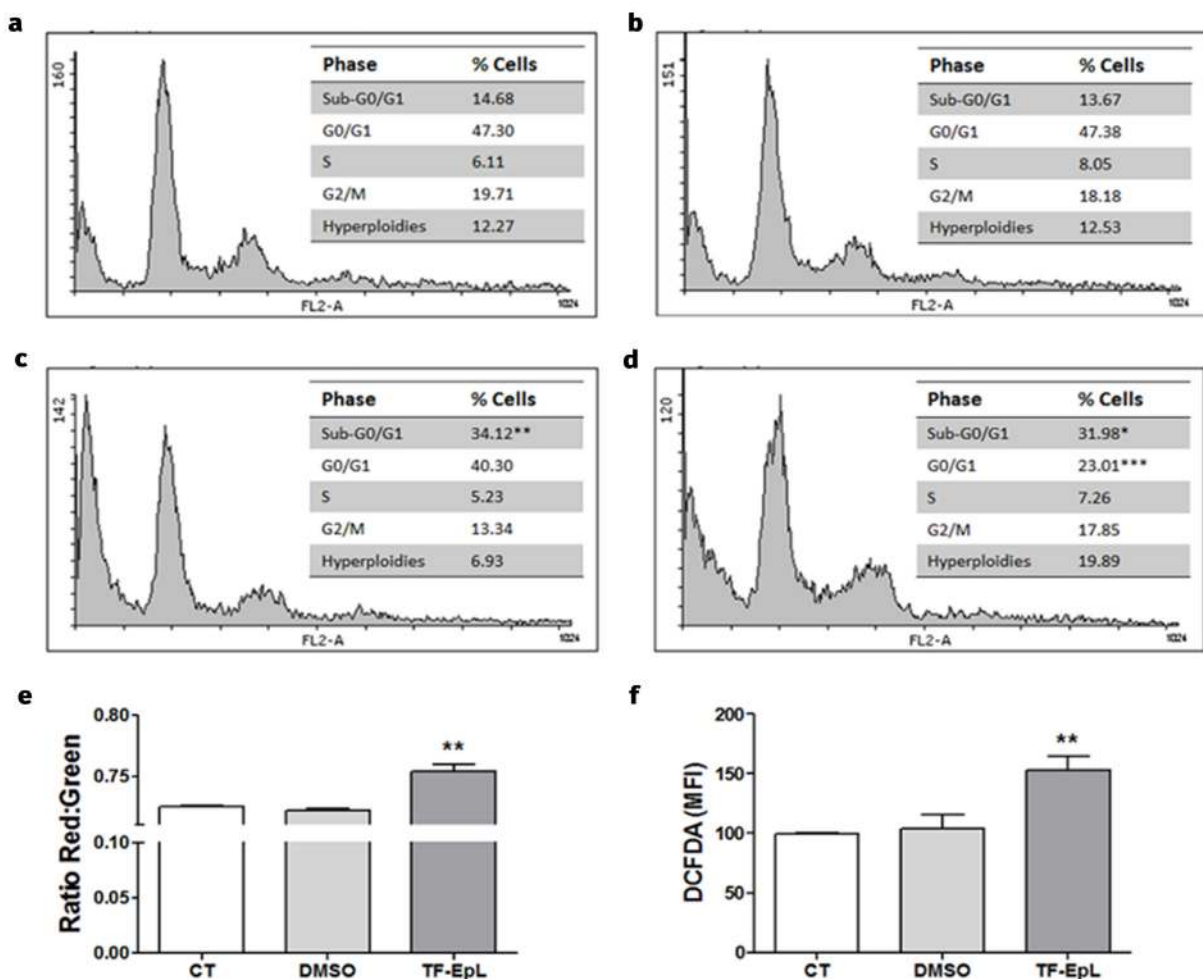 a
160
Phase % Cells
Sub-G0/G1 14.68
G0/G1 47.30
S 6.11
G2/M 19.71
Hyperploidies 12.27
FL2-A
1024
b
151
Phase % Cells
Sub-G0/G1 13.67
G0/G1 47.38
S 8.05
G2/M 18.18
Hyperploidies 12.53
FL2-A
1024
c
142
Phase % Cells
Sub-G0/G1 34.12**
G0/G1 40.30
S 5.23
G2/M 13.34
Hyperploidies 6.93
FL2-A
1024
d
120
Phase % Cells
Sub-G0/G1 31.98*
G0/G1 23.01***
S 7.26
G2/M 17.85
Hyperploidies 19.89
FL2-A
1024
e
Ratio Red:Green
0.80
0.75
0.10
0.05
0.00
**
CT DMSO TF-EpL
f
DCFDA (MFI)
200
150
100
50
0
**
CT DMSO TF-EpL